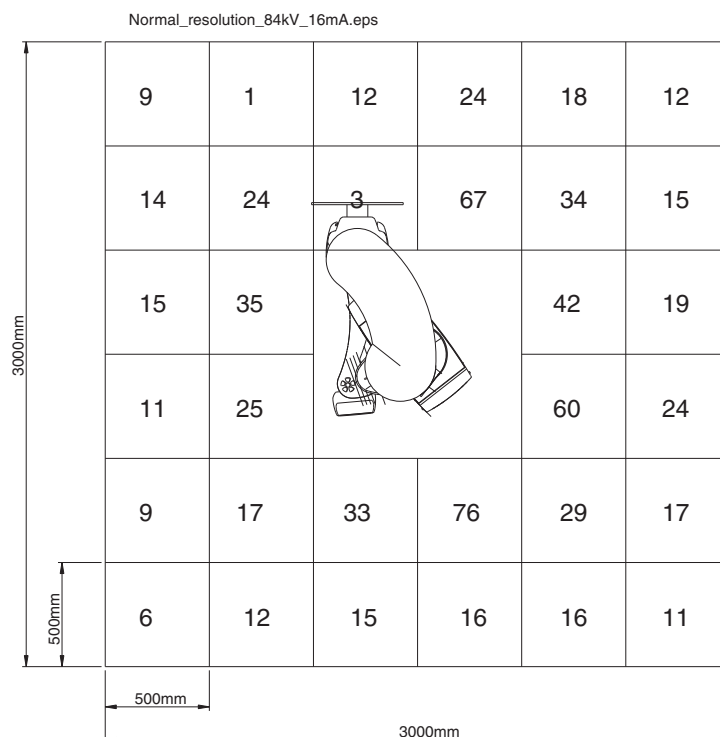 Normal_resolution_84kV_16mA.eps
9 1 12 24 18 12
14 24 3 67 34 15
15 35 42 19
3000mm
11 25 60 24
9 17 33 76 29 17
500mm
6 12 15 16 16 11
500mm
3000mm